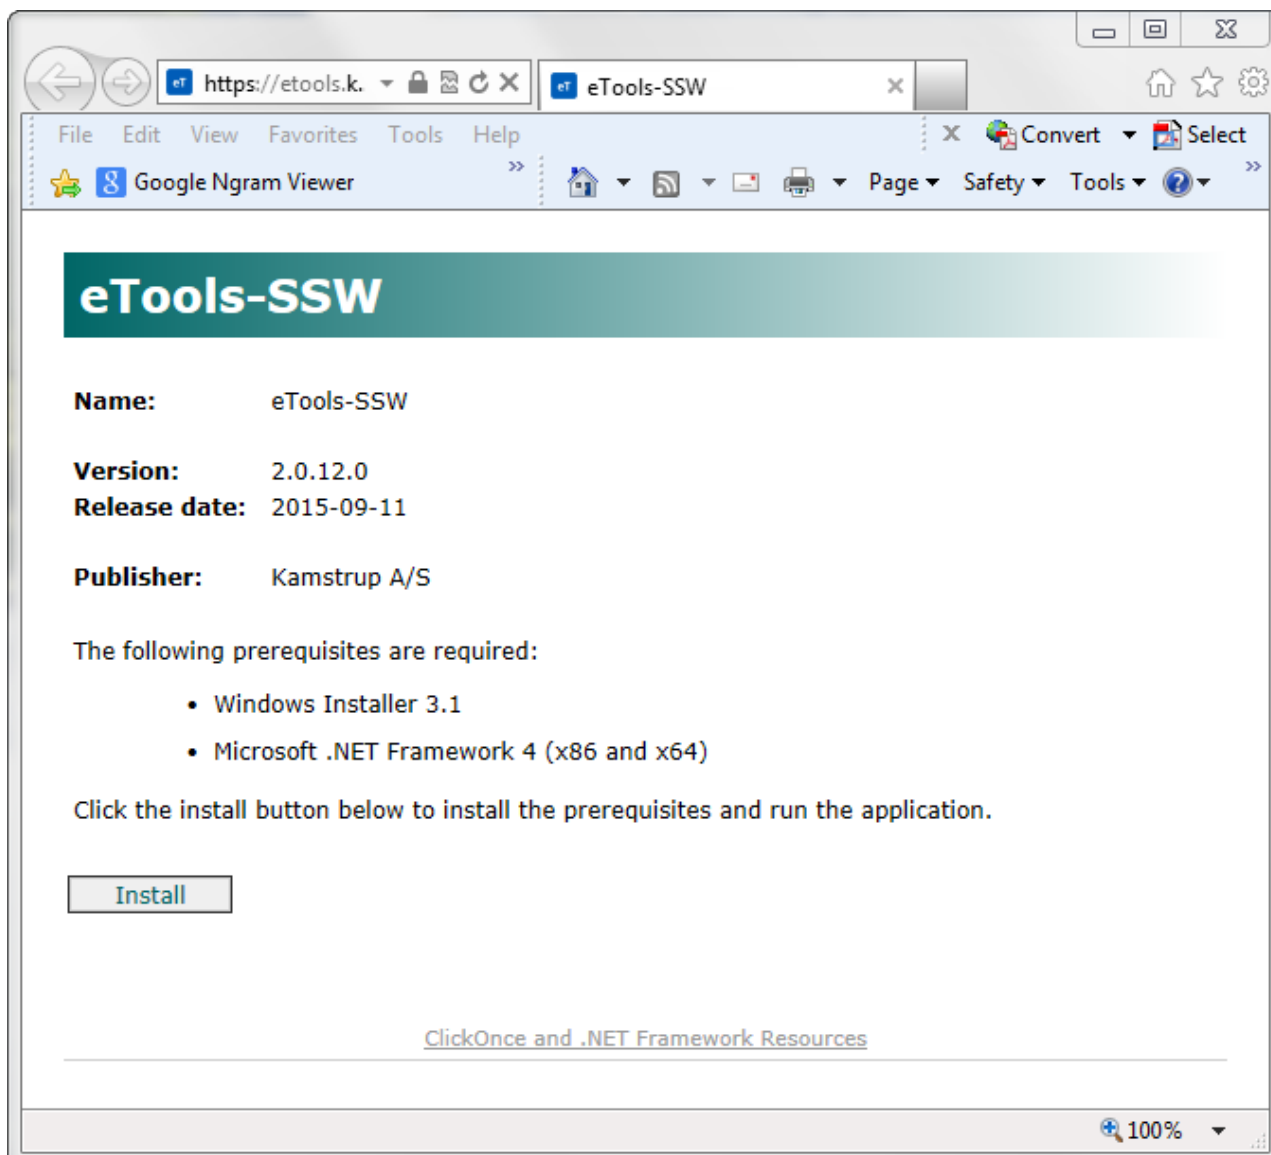 https://etools.k.
eT eTools-SSW
File Edit View Favorites Tools Help
Convert Select
Google Ngram Viewer
Page Safety Tools
eTools-SSW
Name: eTools-SSW
Version: 2.0.12.0
Release date: 2015-09-11
Publisher: Kamstrup A/S
The following prerequisites are required:
• Windows Installer 3.1
• Microsoft .NET Framework 4 (x86 and x64)
Click the install button below to install the prerequisites and run the application.
Install
ClickOnce and .NET Framework Resources
100%